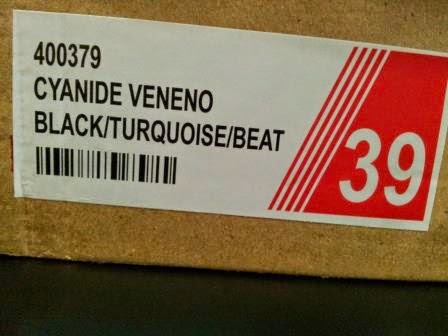 400379
CYANIDE VENENO
BLACK/TURQUOISE/BEAT
39